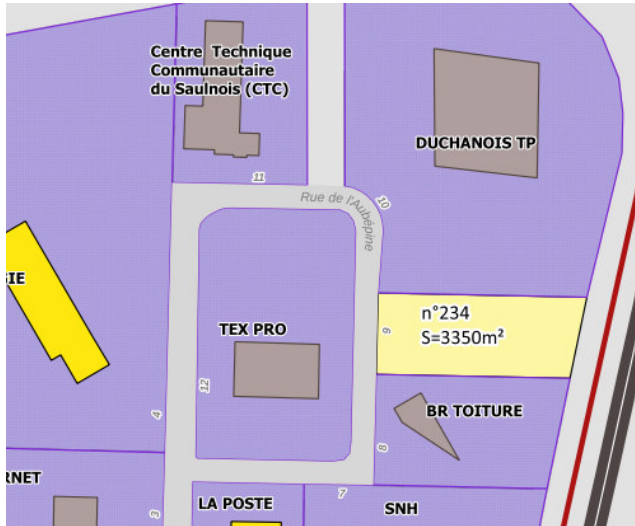 Centre Technique
Communautaire
du Saulnois (CTC)
DUCHANOIS TP
11
Rue de l'Aubépine
10
SIE
n°234
S=3350m²
TEX PRO
9
12
4
BR TOITURE
8
RNET
LA POSTE
7
SNH
3